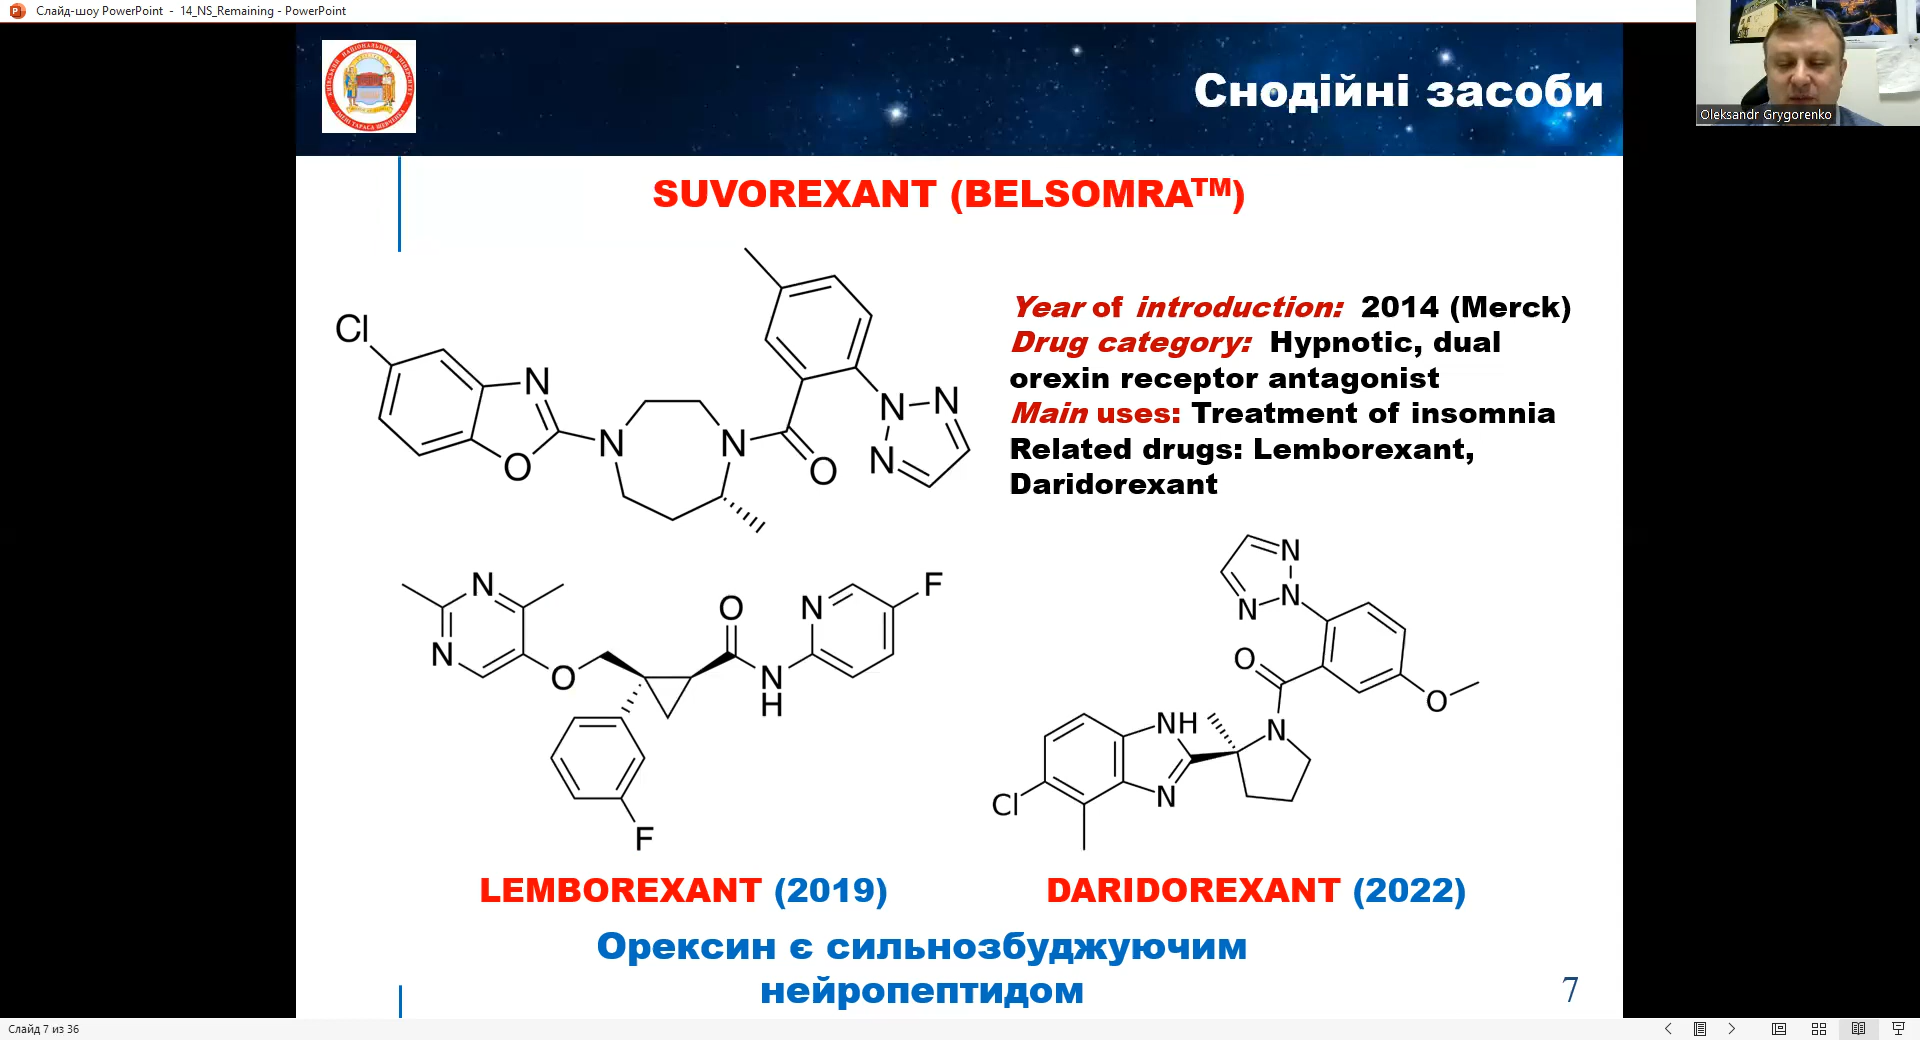 Слайд-шоу PowerPoint - 14_NS_Remaining - PowerPoint
Oleksandr Grygorenko
Снодійні засоби
SUVOREXANT (BELSOMRA™)
Year of introduction: 2014 (Merck)
Drug category: Hypnotic, dual
orexin receptor antagonist
Main uses: Treatment of insomnia
Related drugs: Lemborexant,
Daridorexant
Cl
N
O
N
N
O
N
N
N
N
N
O
O
N
H
N
F
F
N
N
N
O
O
N
NH
N
Cl
LEMBOREXANT (2019)
DARIDOREXANT (2022)
Орексин є сильнозбуджуючим
нейропептидом
7
Слайд 7 из 36